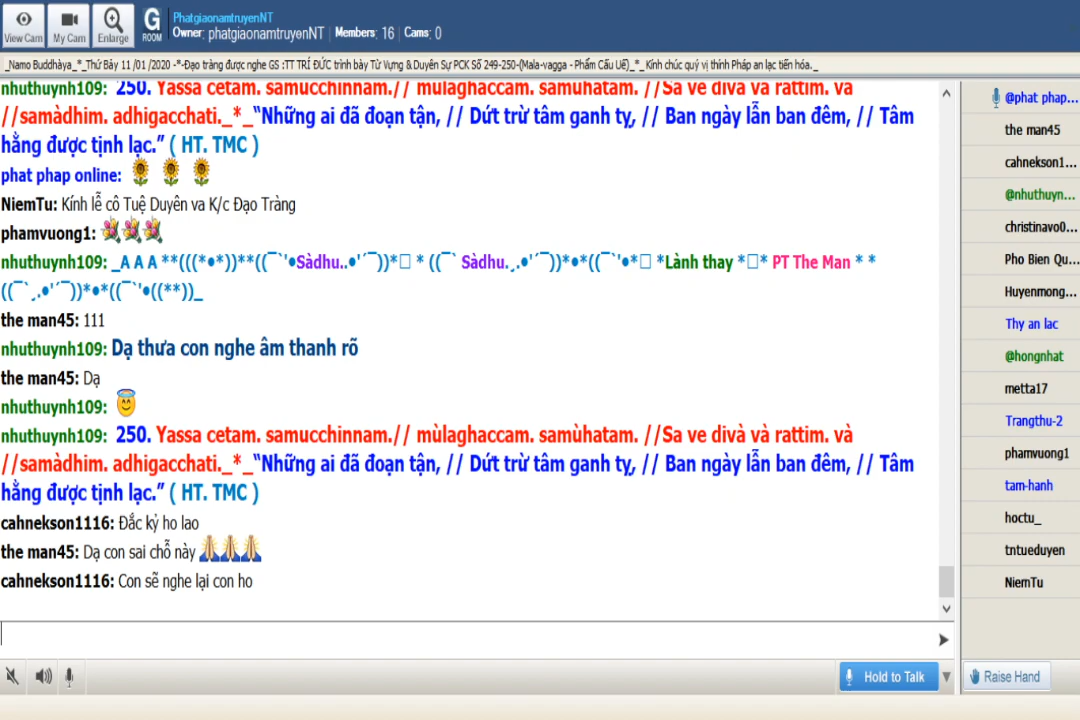 View Cam
My Cam
Enlarge
G
ROOM
PhatgiaonamtruyenNT
Owner: phatgiaonamtruyenNT | Members: 16 | Cams: 0
_Namo Buddhàya_*_Thứ Bảy 11 /01 /2020 -*-Đạo tràng được nghe GS :TT TRÍ ĐỨC trình bày Từ Vựng & Duyên Sự PCK Số 249-250-(Mala-vagga - Phẩm Cấu Uế)_*_ Kính chúc quý vị thính Pháp an lạc tiến hóa._
nhuthuynh109: 250. Yassa cetam. samucchinnam.// mùlaghaccam. samùhatam. //Sa ve divà và rattim. và
//samàdhim. adhigacchati._*_“Những ai đã đoạn tận, // Dứt trừ tâm ganh tỵ, // Ban ngày lẫn ban đêm, // Tâm
hằng được tịnh lạc.” ( HT. TMC )
phat phap online:
NiemTu: Kính lễ cô Tuệ Duyên va K/c Đạo Tràng
phamvuong1:
nhuthuynh109: _A A A **(((*•*))**((¯`'•Sàdhu..•'´¯))*□ * ((¯` Sàdhu.¸.•'´¯))*•*((¯`'•*□ *Lành thay *□* PT The Man * *
((¯`¸.•'´¯))*•*((¯`'•((**))_
the man45: 111
nhuthuynh109: Dạ thưa con nghe âm thanh rõ
the man45: Dạ
nhuthuynh109:
nhuthuynh109: 250. Yassa cetam. samucchinnam.// mùlaghaccam. samùhatam. //Sa ve divà và rattim. và
//samàdhim. adhigacchati._*_“Những ai đã đoạn tận, // Dứt trừ tâm ganh tỵ, // Ban ngày lẫn ban đêm, // Tâm
hằng được tịnh lạc.” ( HT. TMC )
cahnekson1116: Đắc kỷ ho lao
the man45: Dạ con sai chỗ này
cahnekson1116: Con sẽ nghe lại con ho
@phat phap...
the man45
cahnekson1...
@nhuthuyn...
christinavo0...
Pho Bien Qu...
Huyenmong...
Thy an lac
@hongnhat
metta17
Trangthu-2
phamvuong1
tam-hanh
hoctu_
tntueduyen
NiemTu
Hold to Talk
Raise Hand